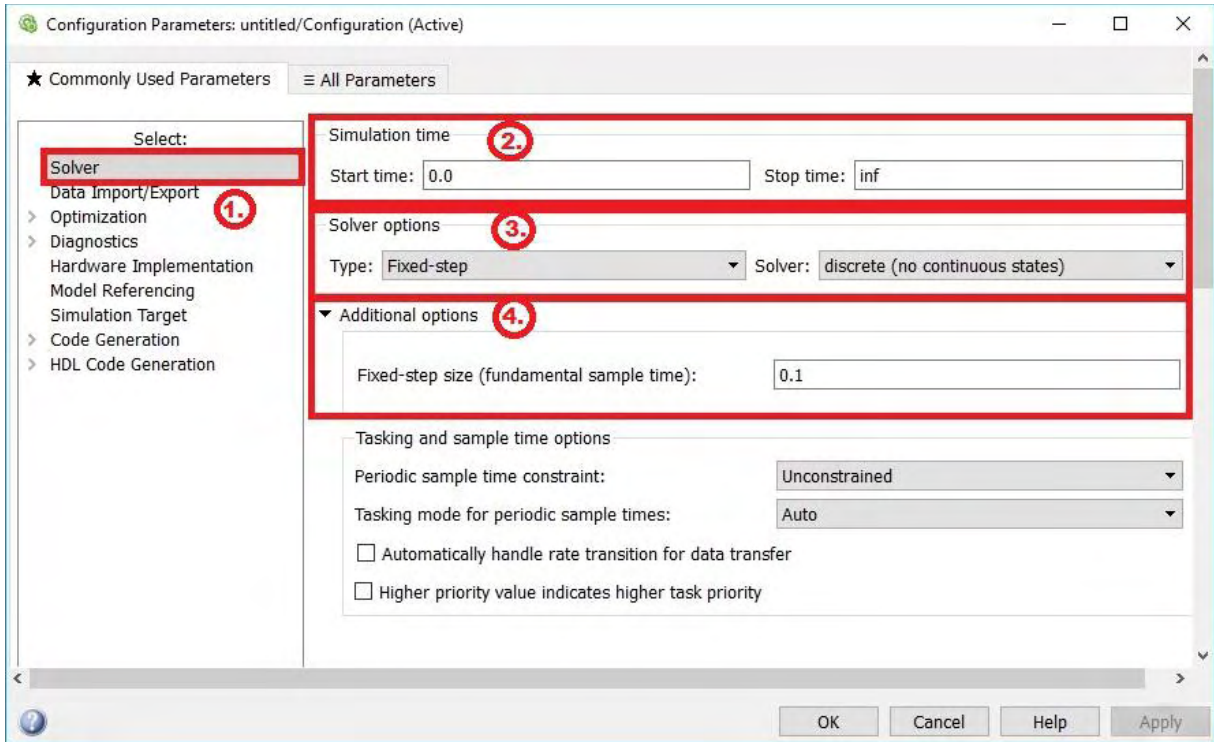 Configuration Parameters: untitled/Configuration (Active)
★ Commonly Used Parameters
≡ All Parameters
Select:
Solver
Data Import/Export
1.
Optimization
Diagnostics
Hardware Implementation
Model Referencing
Simulation Target
Code Generation
HDL Code Generation
Simulation time 2.
Start time: 0.0 Stop time: inf
Solver options 3.
Type: Fixed-step Solver: discrete (no continuous states)
Additional options 4.
Fixed-step size (fundamental sample time): 0.1
Tasking and sample time options
Periodic sample time constraint: Unconstrained
Tasking mode for periodic sample times: Auto
Automatically handle rate transition for data transfer
Higher priority value indicates higher task priority
? OK Cancel Help Apply